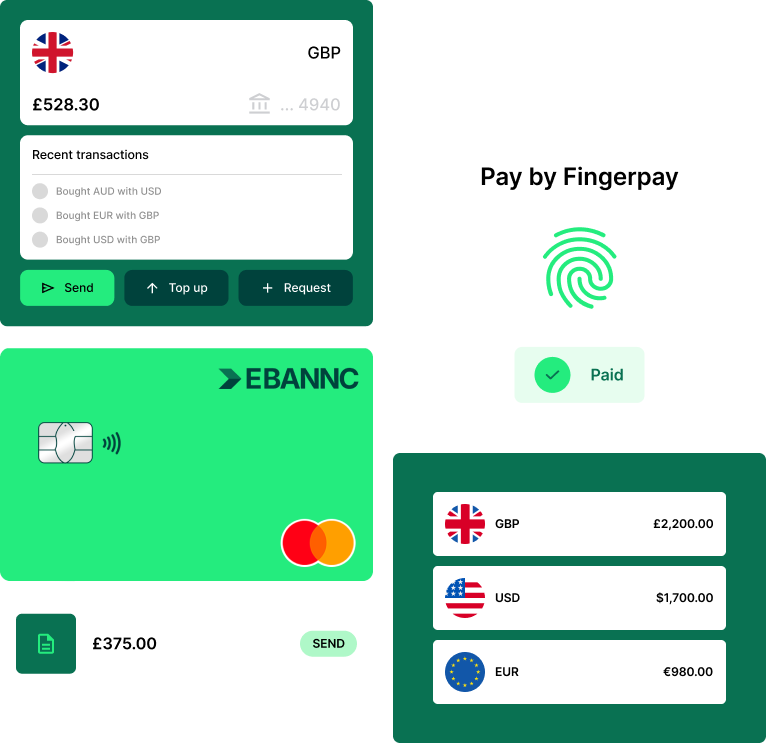 GBP
£528.30
... 4940
Recent transactions
Bought AUD with USD
Bought EUR with GBP
Bought USD with GBP
Send
Top up
Request
EBANNC
£375.00
SEND
Pay by Fingerpay
Paid
GBP
£2,200.00
USD
$1,700.00
EUR
€980.00